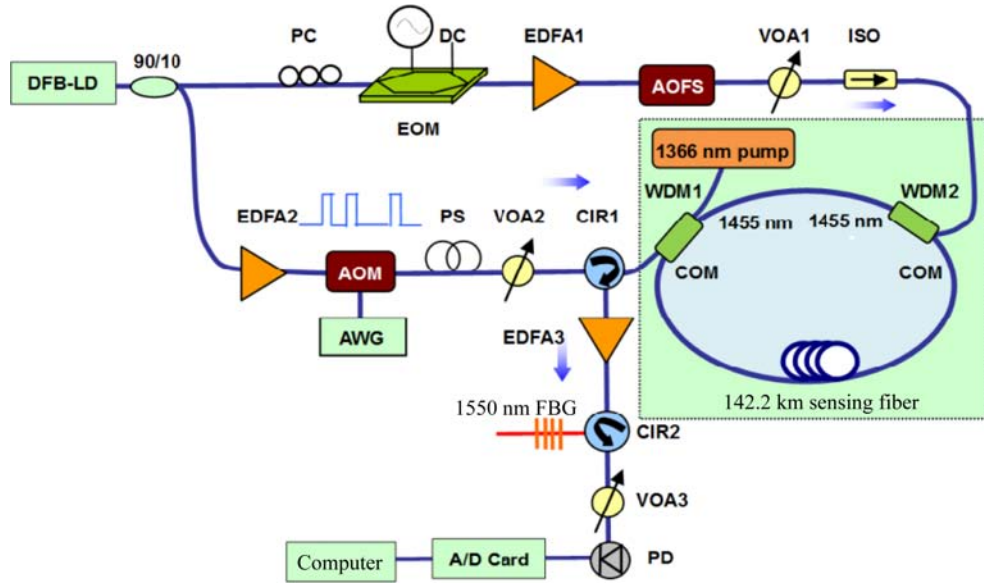 PC
DC
EDFA1
VOA1
ISO
DFB-LD
90/10
AOFS
EOM
1366 nm pump
WDM1
WDM2
EDFA2
PS
VOA2
CIR1
1455 nm
1455 nm
AOM
COM
COM
AWG
EDFA3
1550 nm FBG
142.2 km sensing fiber
CIR2
VOA3
Computer
A/D Card
PD